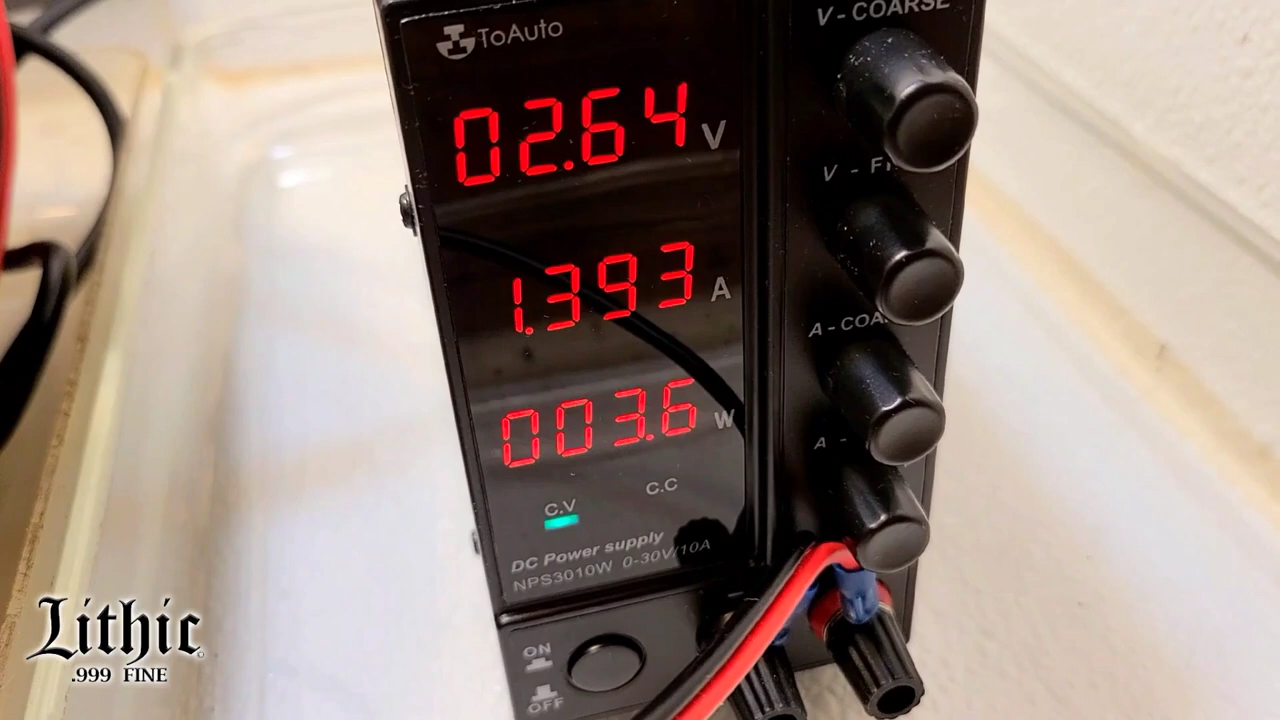 ToAuto
02.64 V
1.393 A
003.6 W
C.V
C.C
DC Power supply
NPS3010W 0-30V/10A
ON
OFF
V - COARSE
V - 
A - 
A -
Lithic
.999 FINE